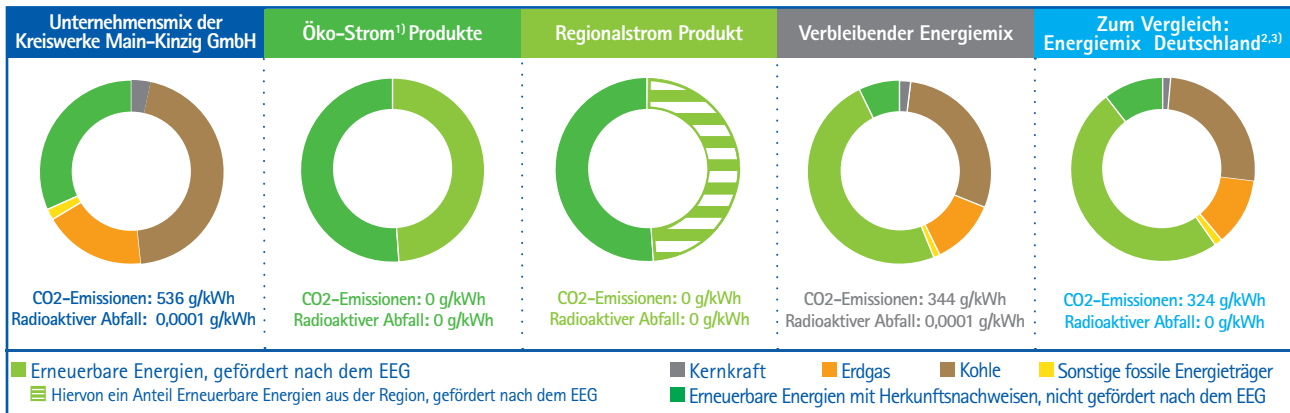 Unternehmensmix der
Kreiswerke Main-Kinzig GmbH
Öko-Strom1) Produkte
Regionalstrom Produkt
Verbleibender Energiemix
Zum Vergleich:
Energiemix Deutschland2,3)
CO2-Emissionen: 536 g/kWh
Radioaktiver Abfall: 0,0001 g/kWh
CO2-Emissionen: 0 g/kWh
Radioaktiver Abfall: 0 g/kWh
CO2-Emissionen: 0 g/kWh
Radioaktiver Abfall: 0 g/kWh
CO2-Emissionen: 344 g/kWh
Radioaktiver Abfall: 0,0001 g/kWh
CO2-Emissionen: 324 g/kWh
Radioaktiver Abfall: 0 g/kWh
Erneuerbare Energien, gefördert nach dem EEG
Hiervon ein Anteil Erneuerbare Energien aus der Region, gefördert nach dem EEG
Kernkraft
Erdgas
Kohle
Sonstige fossile Energieträger
Erneuerbare Energien mit Herkunftsnachweisen, nicht gefördert nach dem EEG